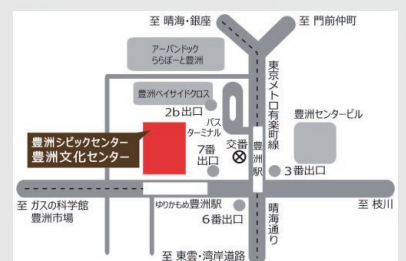 至 晴海・銀座
至 門前仲町
アーバンドック
ららぽーと豊洲
東京メトロ有楽町線
豊洲ベイサイドクロス
2b出口
バス
ターミナル
豊洲センタービル
豊洲シビックセンター
豊洲文化センター
7番
出口
交番
豊洲駅
3番出口
至 ガスの科学館
豊洲市場
ゆりかもめ豊洲駅
6番出口
晴海通り
至 枝川
至 東雲・湾岸道路